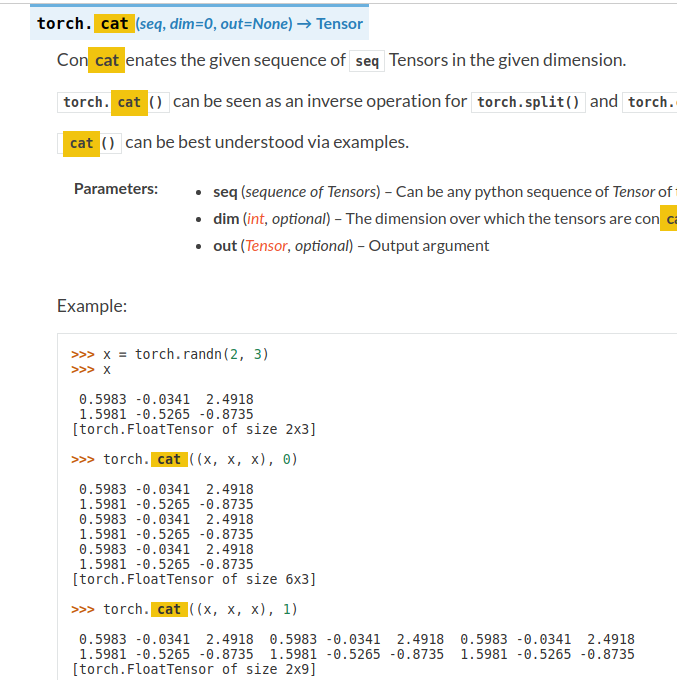 torch.cat(seq, dim=0, out=None) → Tensor
Concatenates the given sequence of seq Tensors in the given dimension.
torch.cat() can be seen as an inverse operation for torch.split() and torch.
cat() can be best understood via examples.
Parameters:
• seq (sequence of Tensors) – Can be any python sequence of Tensor of
• dim (int, optional) – The dimension over which the tensors are conca
• out (Tensor, optional) – Output argument
Example:
>>> x = torch.randn(2, 3)
>>> x
0.5983 -0.0341  2.4918
1.5981 -0.5265 -0.8735
[torch.FloatTensor of size 2x3]
>>> torch.cat((x, x, x), 0)
0.5983 -0.0341  2.4918
1.5981 -0.5265 -0.8735
0.5983 -0.0341  2.4918
1.5981 -0.5265 -0.8735
0.5983 -0.0341  2.4918
1.5981 -0.5265 -0.8735
[torch.FloatTensor of size 6x3]
>>> torch.cat((x, x, x), 1)
0.5983 -0.0341  2.4918  0.5983 -0.0341  2.4918  0.5983 -0.0341  2.4918
1.5981 -0.5265 -0.8735  1.5981 -0.5265 -0.8735  1.5981 -0.5265 -0.8735
[torch.FloatTensor of size 2x9]